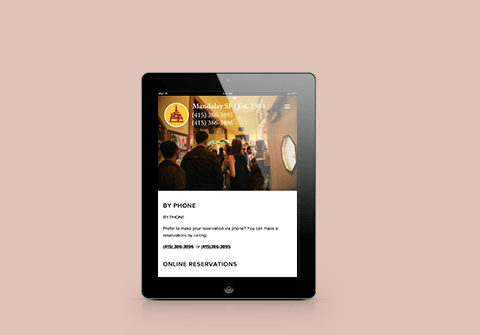 Mandalay SF | Est. 1984
(415) 386-3895
(415) 386-3896
BY PHONE
BY PHONE
Prefer to make your reservation via phone? You can make a
reservations by calling:
(415) 386-3896 or (415)386-3895
ONLINE RESERVATIONS